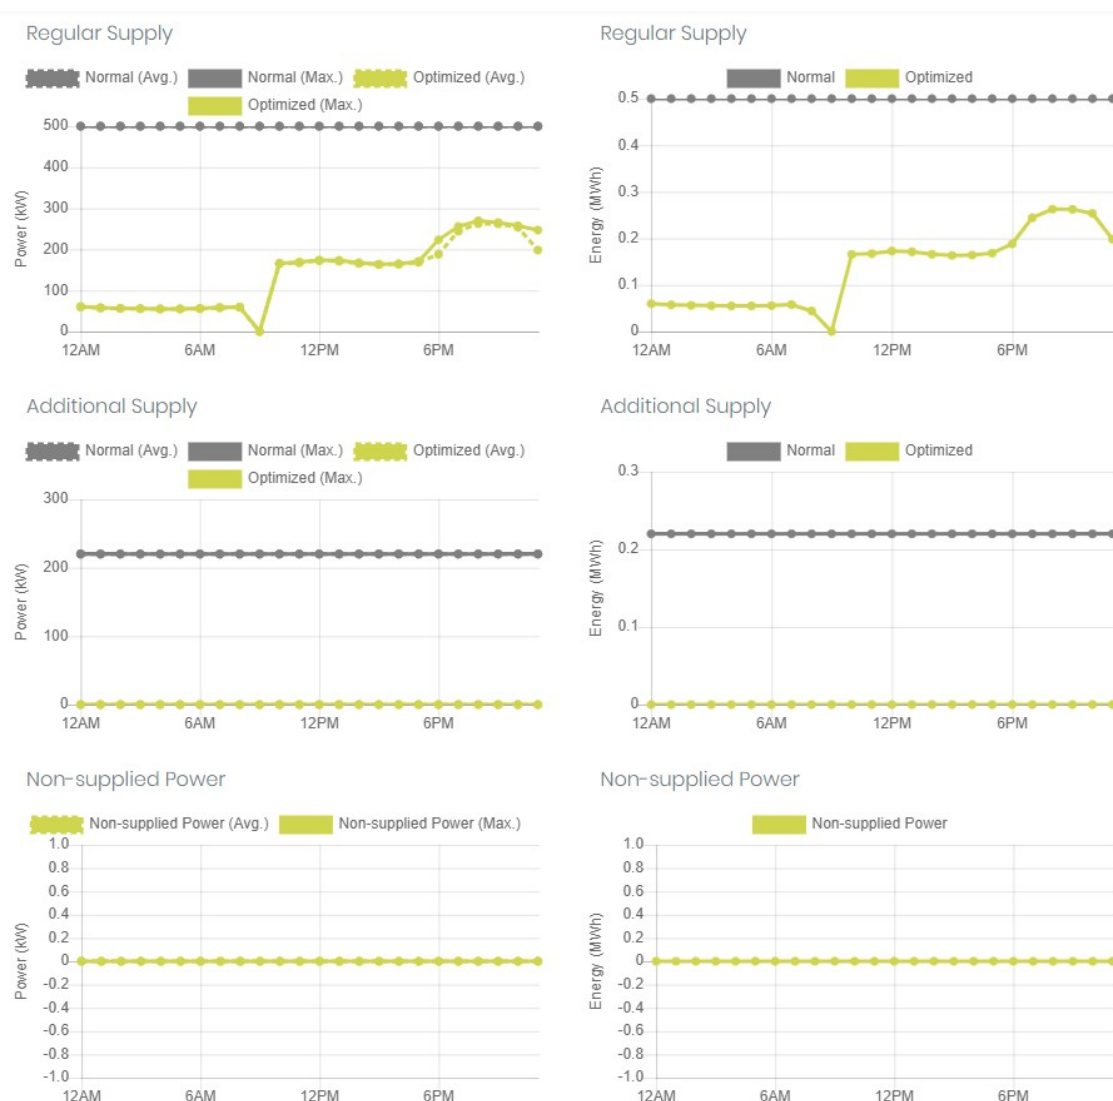 Regular Supply
Normal (Avg.) Normal (Max.) Optimized (Avg.)
Optimized (Max.)
500
400
300
200
100
0
Power (kW)
12AM 6AM 12PM 6PM
Regular Supply
Normal Optimized
0.5
0.4
0.3
0.2
0.1
0
Energy (MWh)
12AM 6AM 12PM 6PM
Additional Supply
Normal (Avg.) Normal (Max.) Optimized (Avg.)
Optimized (Max.)
300
200
100
0
Power (kW)
12AM 6AM 12PM 6PM
Additional Supply
Normal Optimized
0.3
0.2
0.1
0
Energy (MWh)
12AM 6AM 12PM 6PM
Non-supplied Power
Non-supplied Power (Avg.) Non-supplied Power (Max.)
1.0
0.8
0.6
0.4
0.2
0
-0.2
-0.4
-0.6
-0.8
-1.0
Power (kW)
12AM 6AM 12PM 6PM
Non-supplied Power
Non-supplied Power
1.0
0.8
0.6
0.4
0.2
0
-0.2
-0.4
-0.6
-0.8
-1.0
Energy (MWh)
12AM 6AM 12PM 6PM